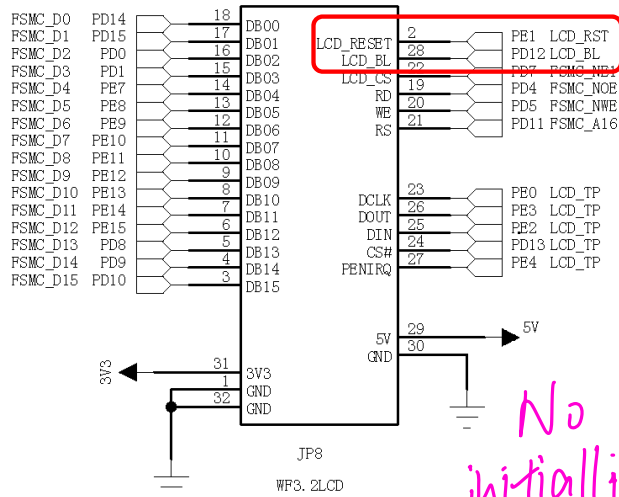 FSMC_D0 PD14 18 DB00
FSMC_D1 PD15 17 DB01
FSMC_D2 PD0 16 DB02
FSMC_D3 PD1 15 DB03
FSMC_D4 PE7 14 DB04
FSMC_D5 PE8 13 DB05
FSMC_D6 PE9 12 DB06
FSMC_D7 PE10 11 DB07
FSMC_D8 PE11 10 DB08
FSMC_D9 PE12 9 DB09
FSMC_D10 PE13 8 DB10
FSMC_D11 PE14 7 DB11
FSMC_D12 PE15 6 DB12
FSMC_D13 PD8 5 DB13
FSMC_D14 PD9 4 DB14
FSMC_D15 PD10 3 DB15
LCD_RESET 2 PE1 LCD_RST
LCD_BL 28 PD12 LCD_BL
LCD_CS 22 PD7 FSMC_NE1
RD 19 PD4 FSMC_NOE
WE 20 PD5 FSMC_NWE
RS 21 PD11 FSMC_A16
DCLK 23 PE0 LCD_TP
DOUT 26 PE3 LCD_TP
DIN 25 PE2 LCD_TP
CS# 24 PD13 LCD_TP
PENIRQ 27 PE4 LCD_TP
5V 29 5V
GND 30
3V3 31 3V3
1 GND
32 GND
JP8
WF3.2LCD
No